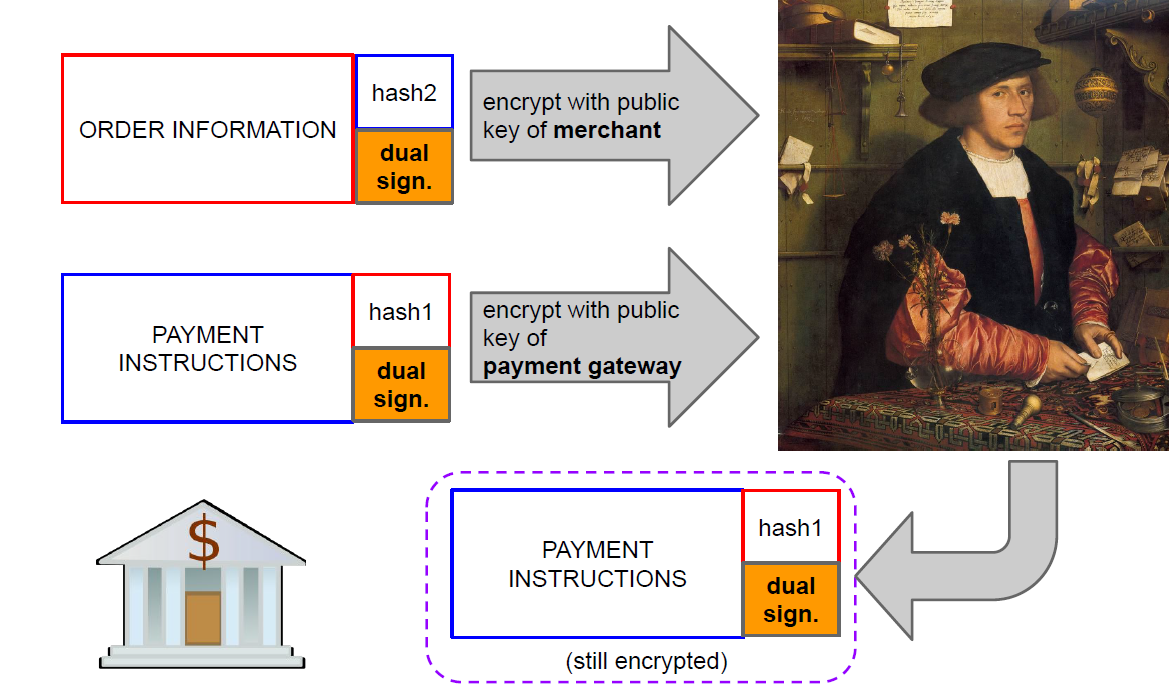 ORDER INFORMATION
hash2
dual
sign.
encrypt with public
key of merchant
PAYMENT
INSTRUCTIONS
hash1
dual
sign.
encrypt with public
key of
payment gateway
$
PAYMENT
INSTRUCTIONS
hash1
dual
sign.
(still encrypted)